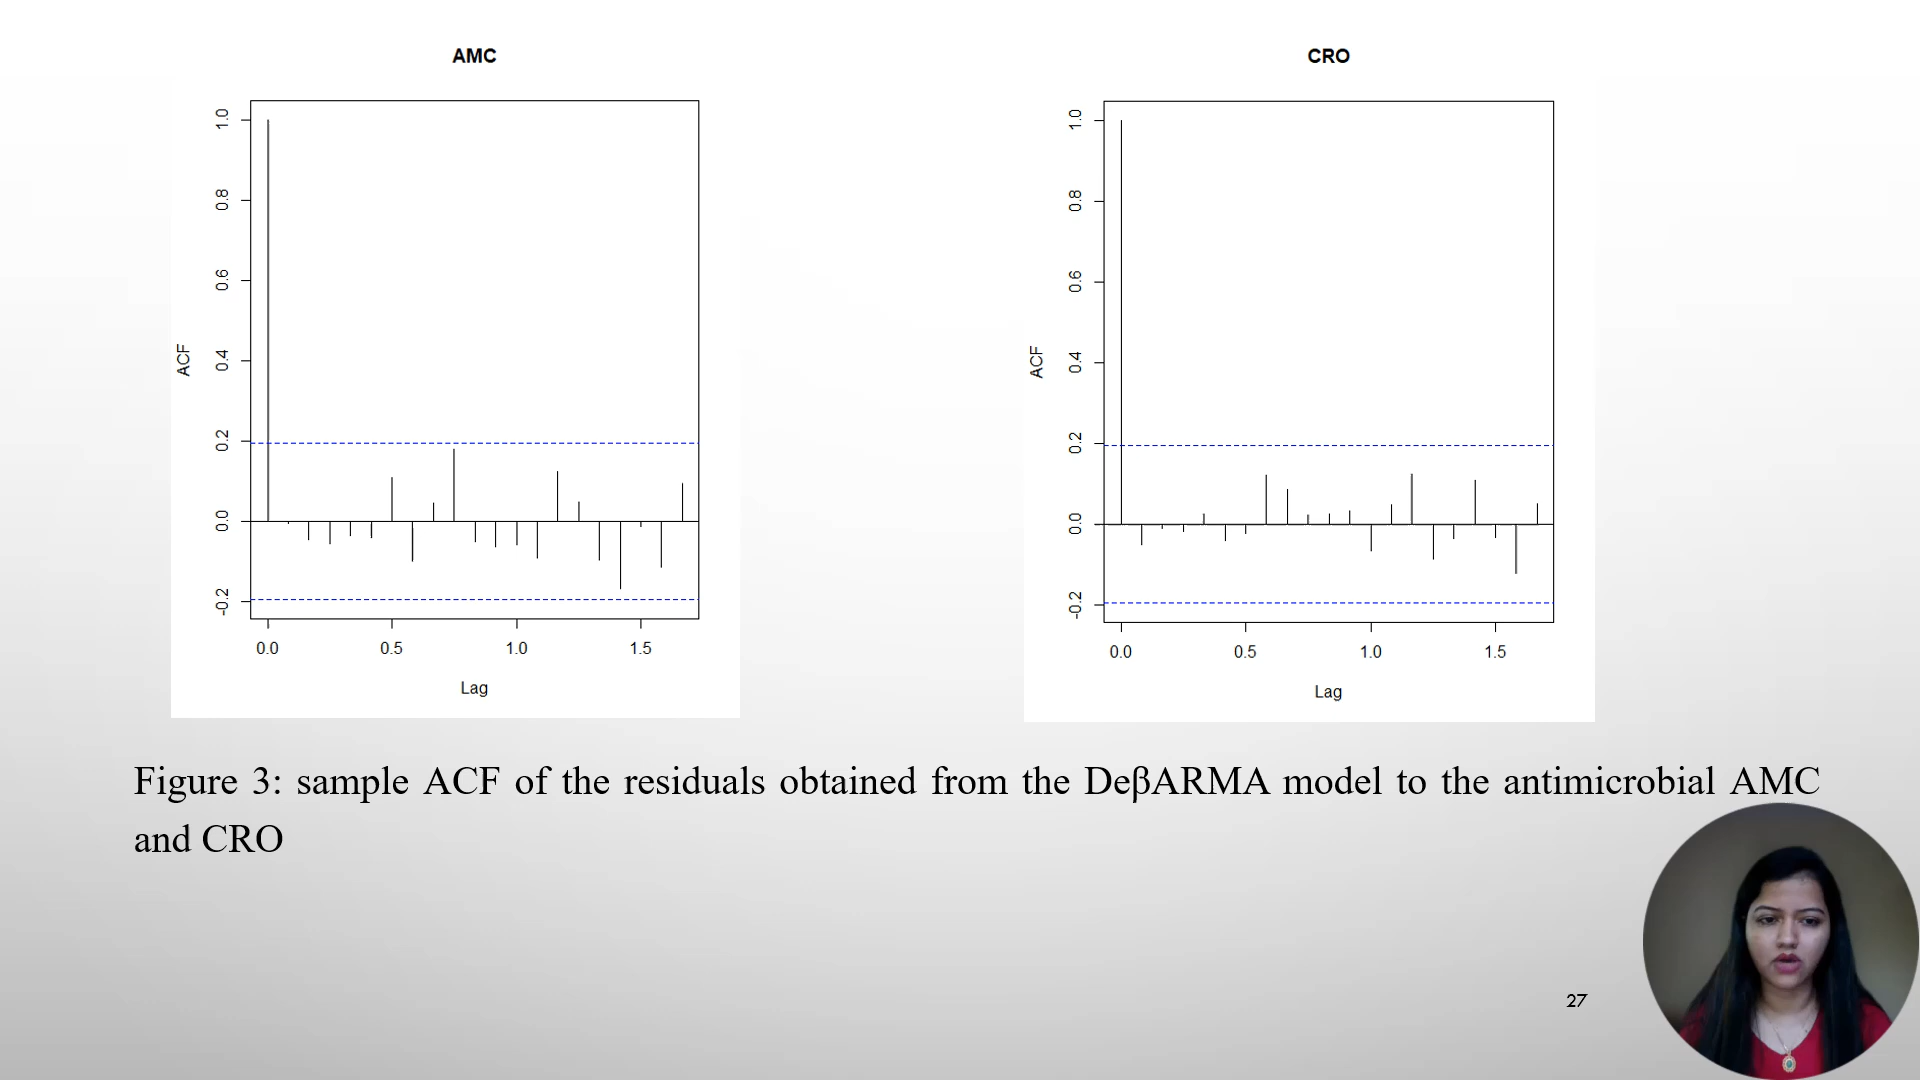 AMC
ACF
1.0
0.8
0.6
0.4
0.2
0.0
-0.2
0.0 0.5 1.0 1.5
Lag
CRO
ACF
1.0
0.8
0.6
0.4
0.2
0.0
-0.2
0.0 0.5 1.0 1.5
Lag
Figure 3: sample ACF of the residuals obtained from the DeβARMA model to the antimicrobial AMC
and CRO
27